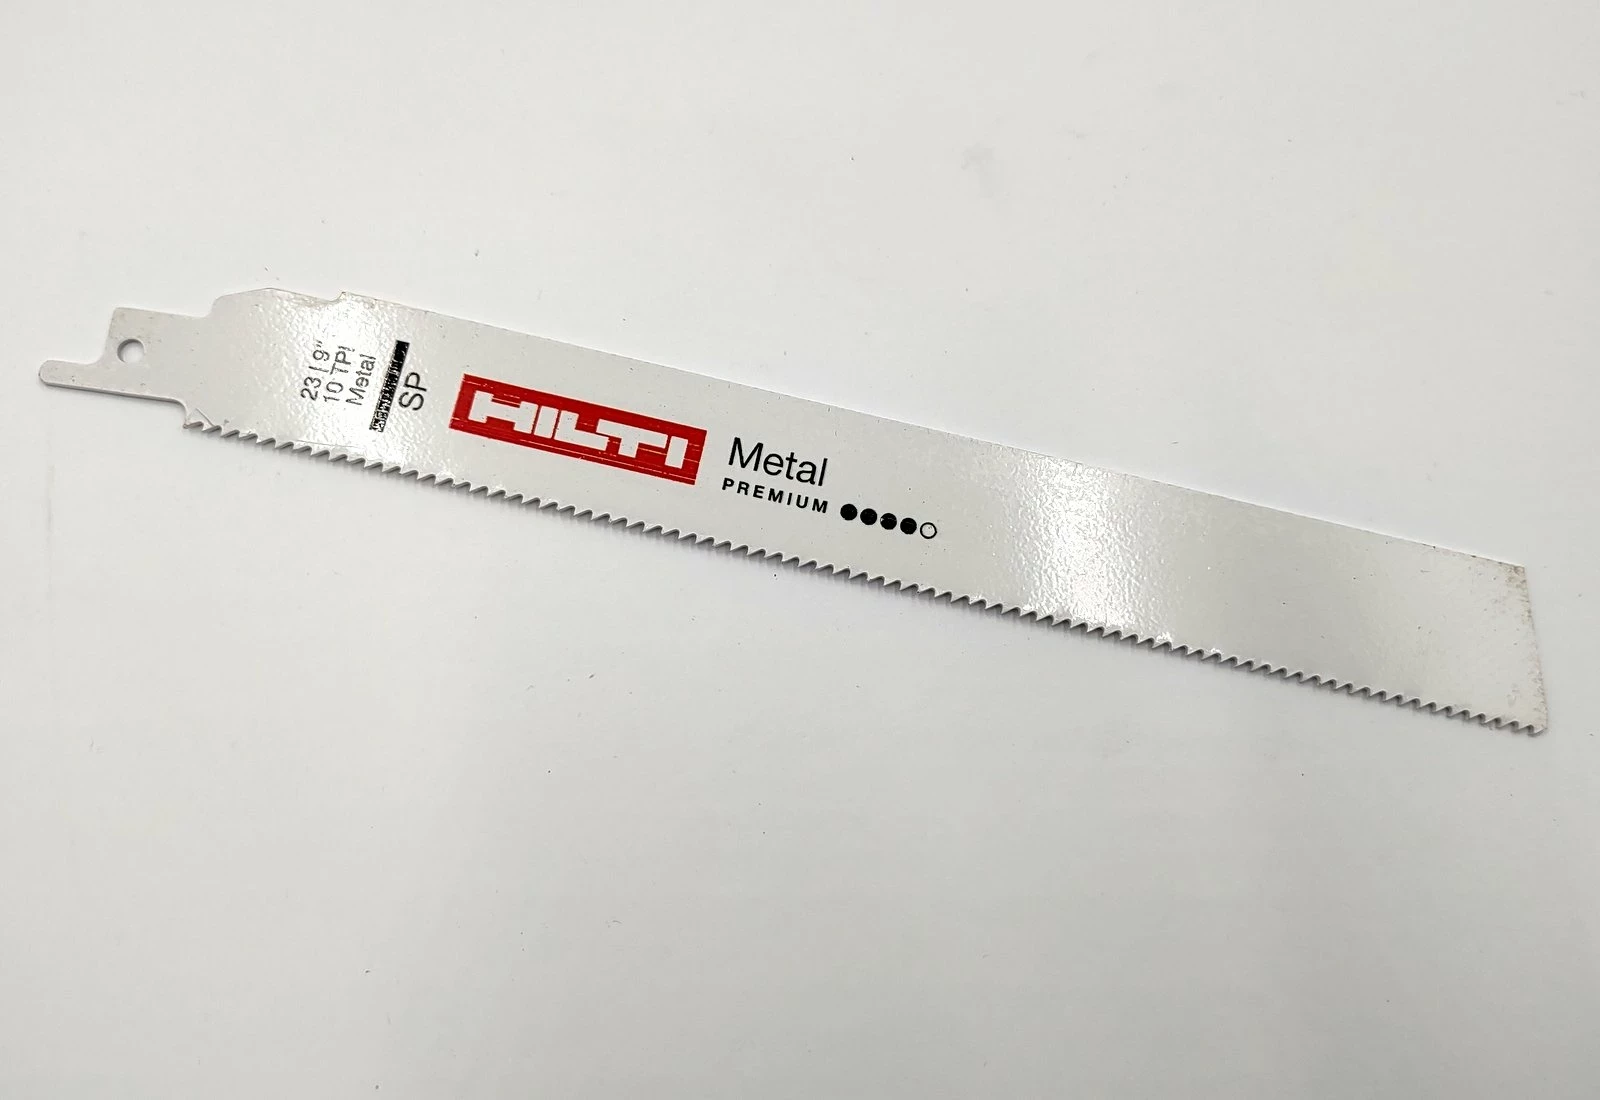 23 | 9"
10 TPI
Metal
SP
HILTI
Metal
PREMIUM